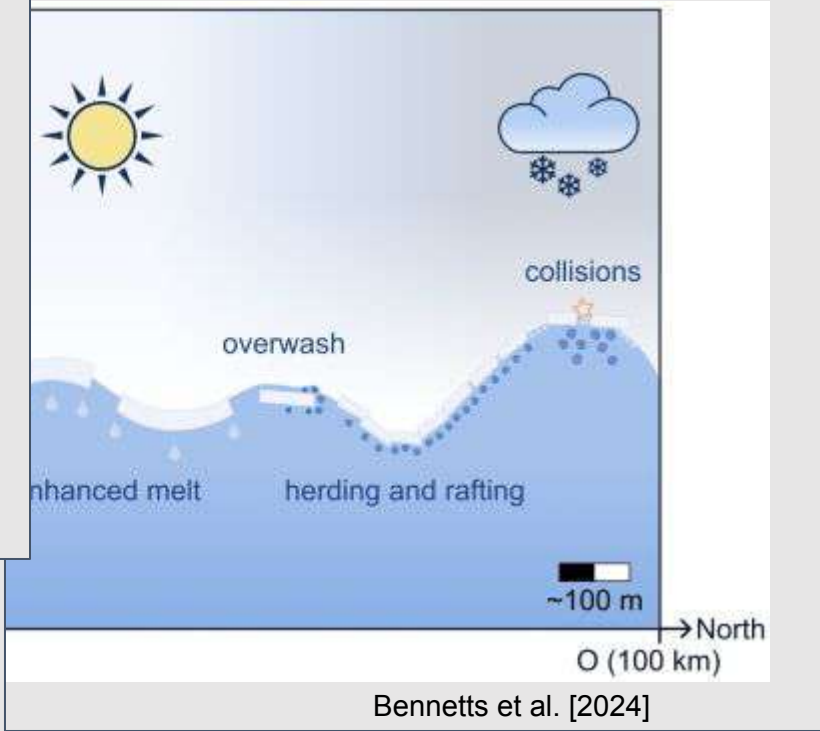 collisions
overwash
nhanced melt
herding and rafting
~100 m
North
O (100 km)
Bennetts et al. [2024]